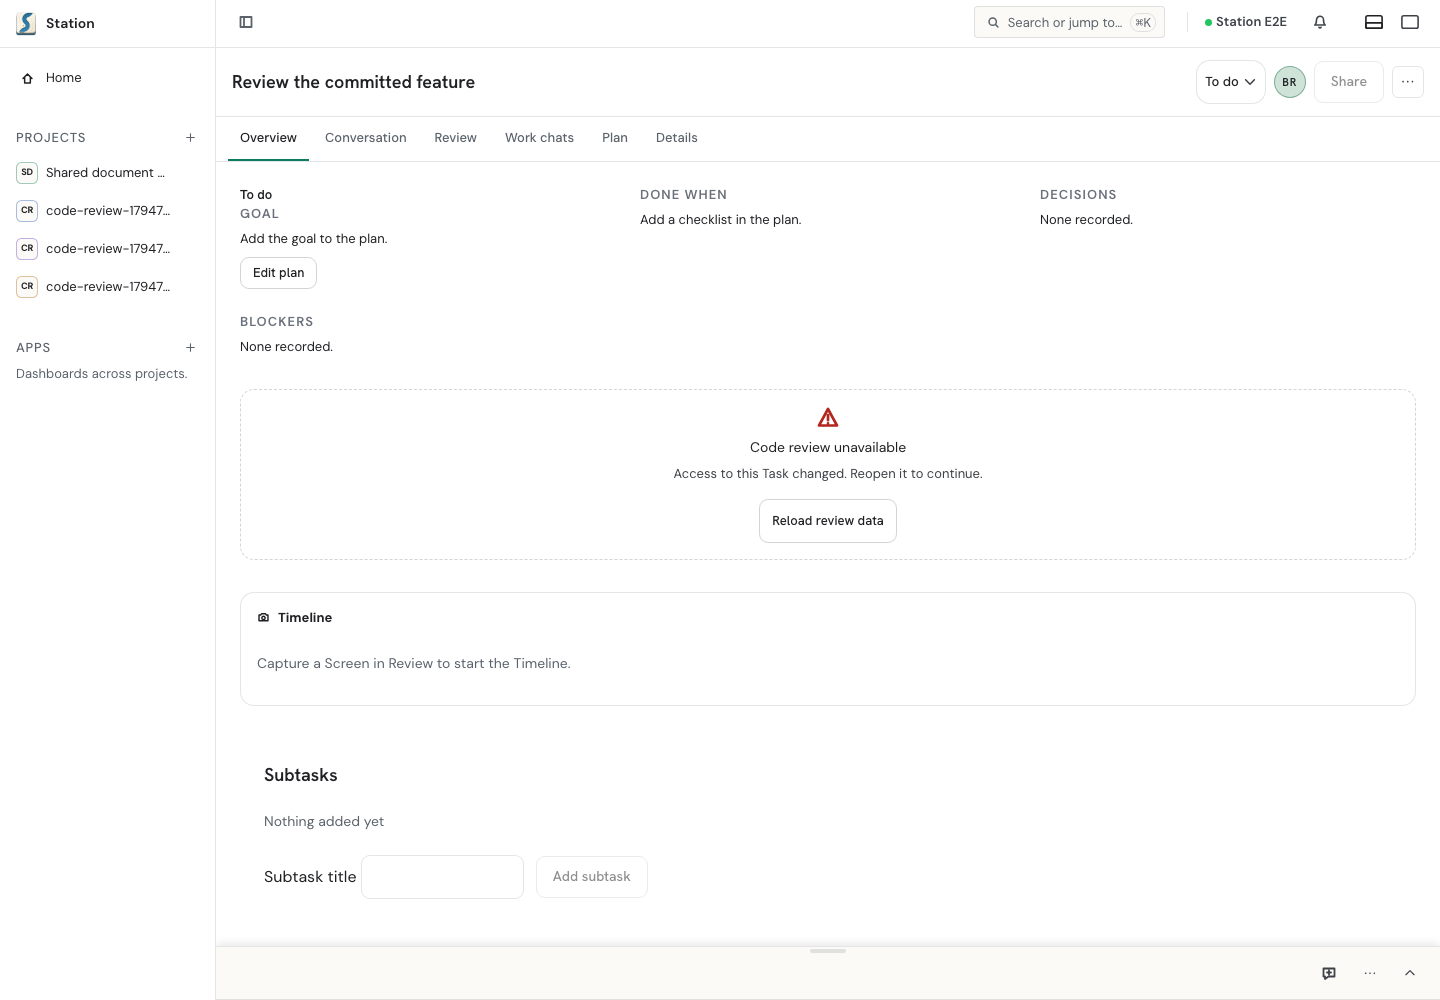 Station
Search or jump to... ⌘K
Station E2E
Home
PROJECTS
SD Shared document ...
CR code-review-17947...
CR code-review-17947...
CR code-review-17947...
APPS
Dashboards across projects.
Review the committed feature
To do
BR
Share
Overview
Conversation
Review
Work chats
Plan
Details
To do
GOAL
Add the goal to the plan.
Edit plan
DONE WHEN
Add a checklist in the plan.
DECISIONS
None recorded.
BLOCKERS
None recorded.
Code review unavailable
Access to this Task changed. Reopen it to continue.
Reload review data
Timeline
Capture a Screen in Review to start the Timeline.
Subtasks
Nothing added yet
Subtask title
Add subtask